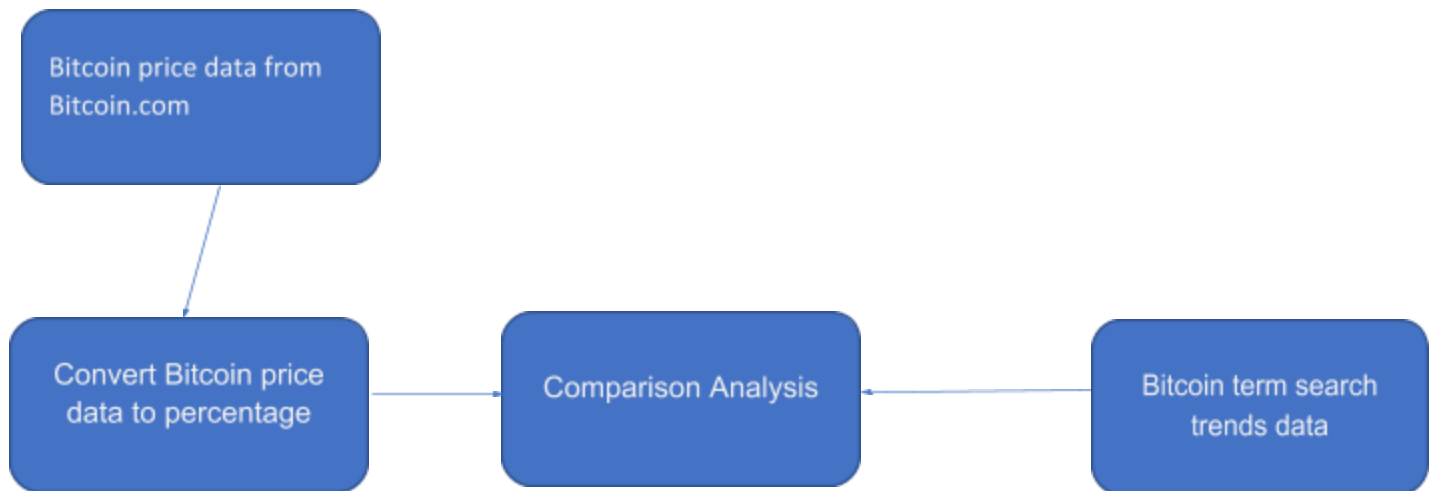 Bitcoin price data from
Bitcoin.com
Convert Bitcoin price
data to percentage
Comparison Analysis
Bitcoin term search
trends data